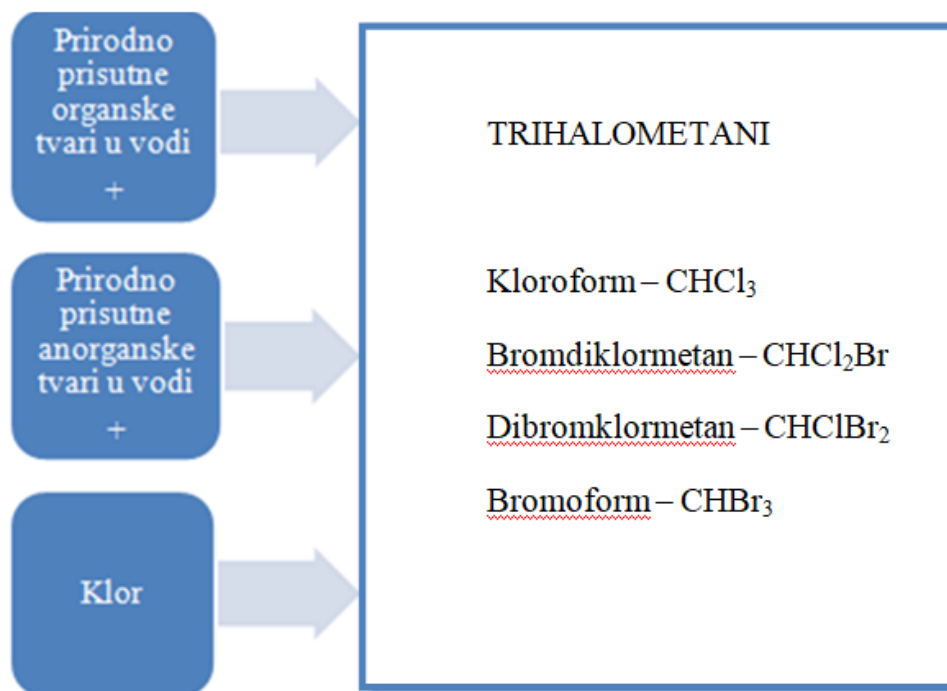 Prirodno
prisutne
organske
tvari u vodi
+
Prirodno
prisutne
anorganske
tvari u vodi
+
Klor
TRIHALOMETANI
Kloroform – CHCl₃
Bromdiklormetan – CHCl₂Br
Dibromklormetan – CHClBr₂
Bromoform – CHBr₃